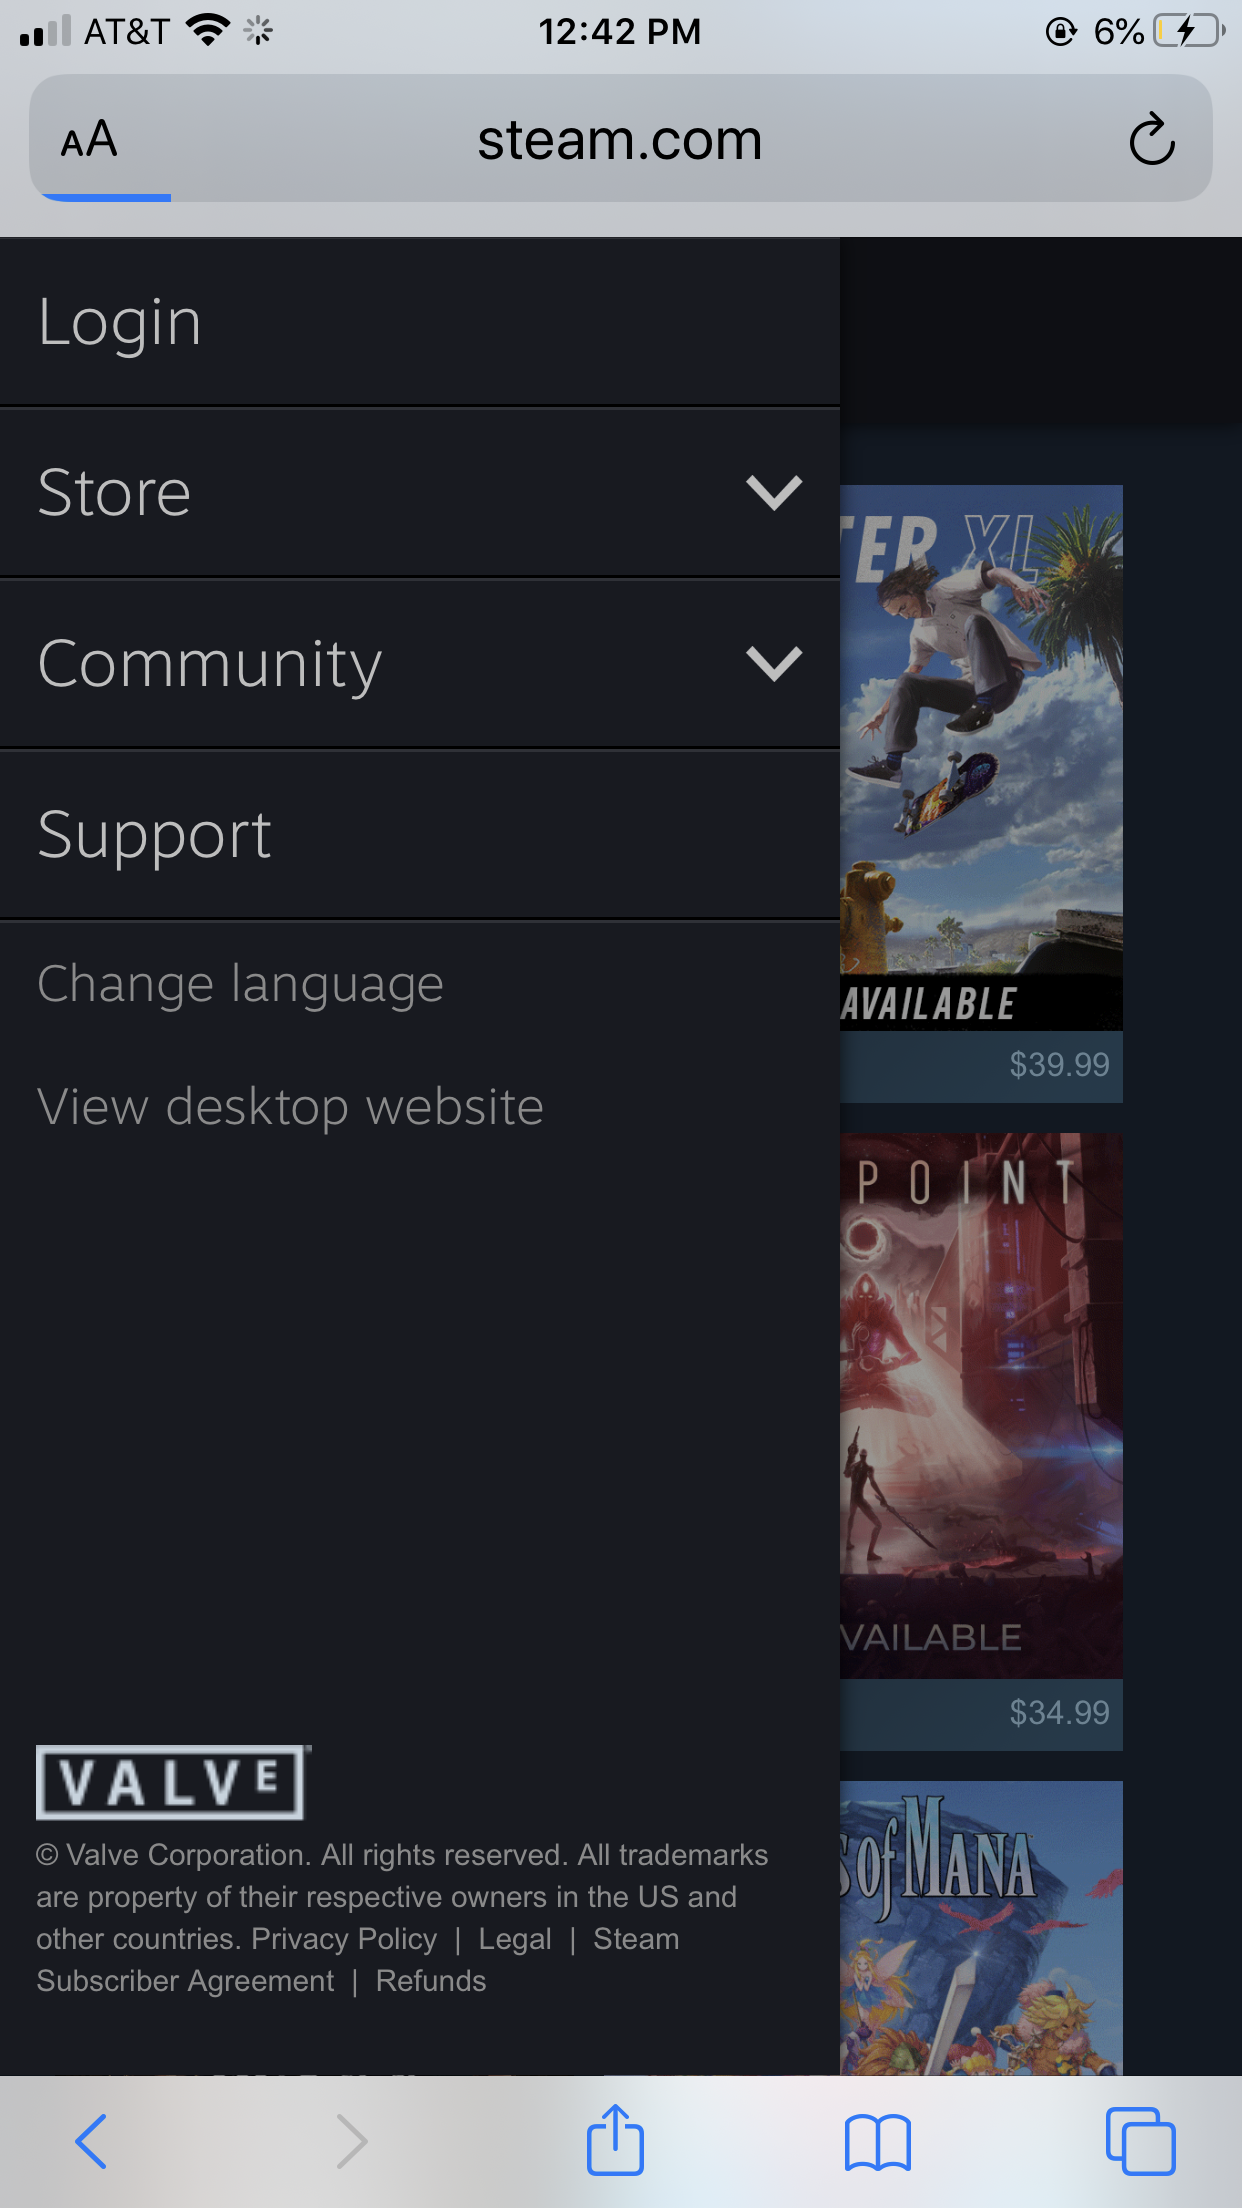 AT&T 12:42 PM 6%
AA steam.com
Login
Store
Community
Support
Change language
View desktop website
VALVE
© Valve Corporation. All rights reserved. All trademarks
are property of their respective owners in the US and
other countries. Privacy Policy | Legal | Steam
Subscriber Agreement | Refunds
TER XL
AVAILABLE
$39.99
POINT
VAILABLE
$34.99
of MANA